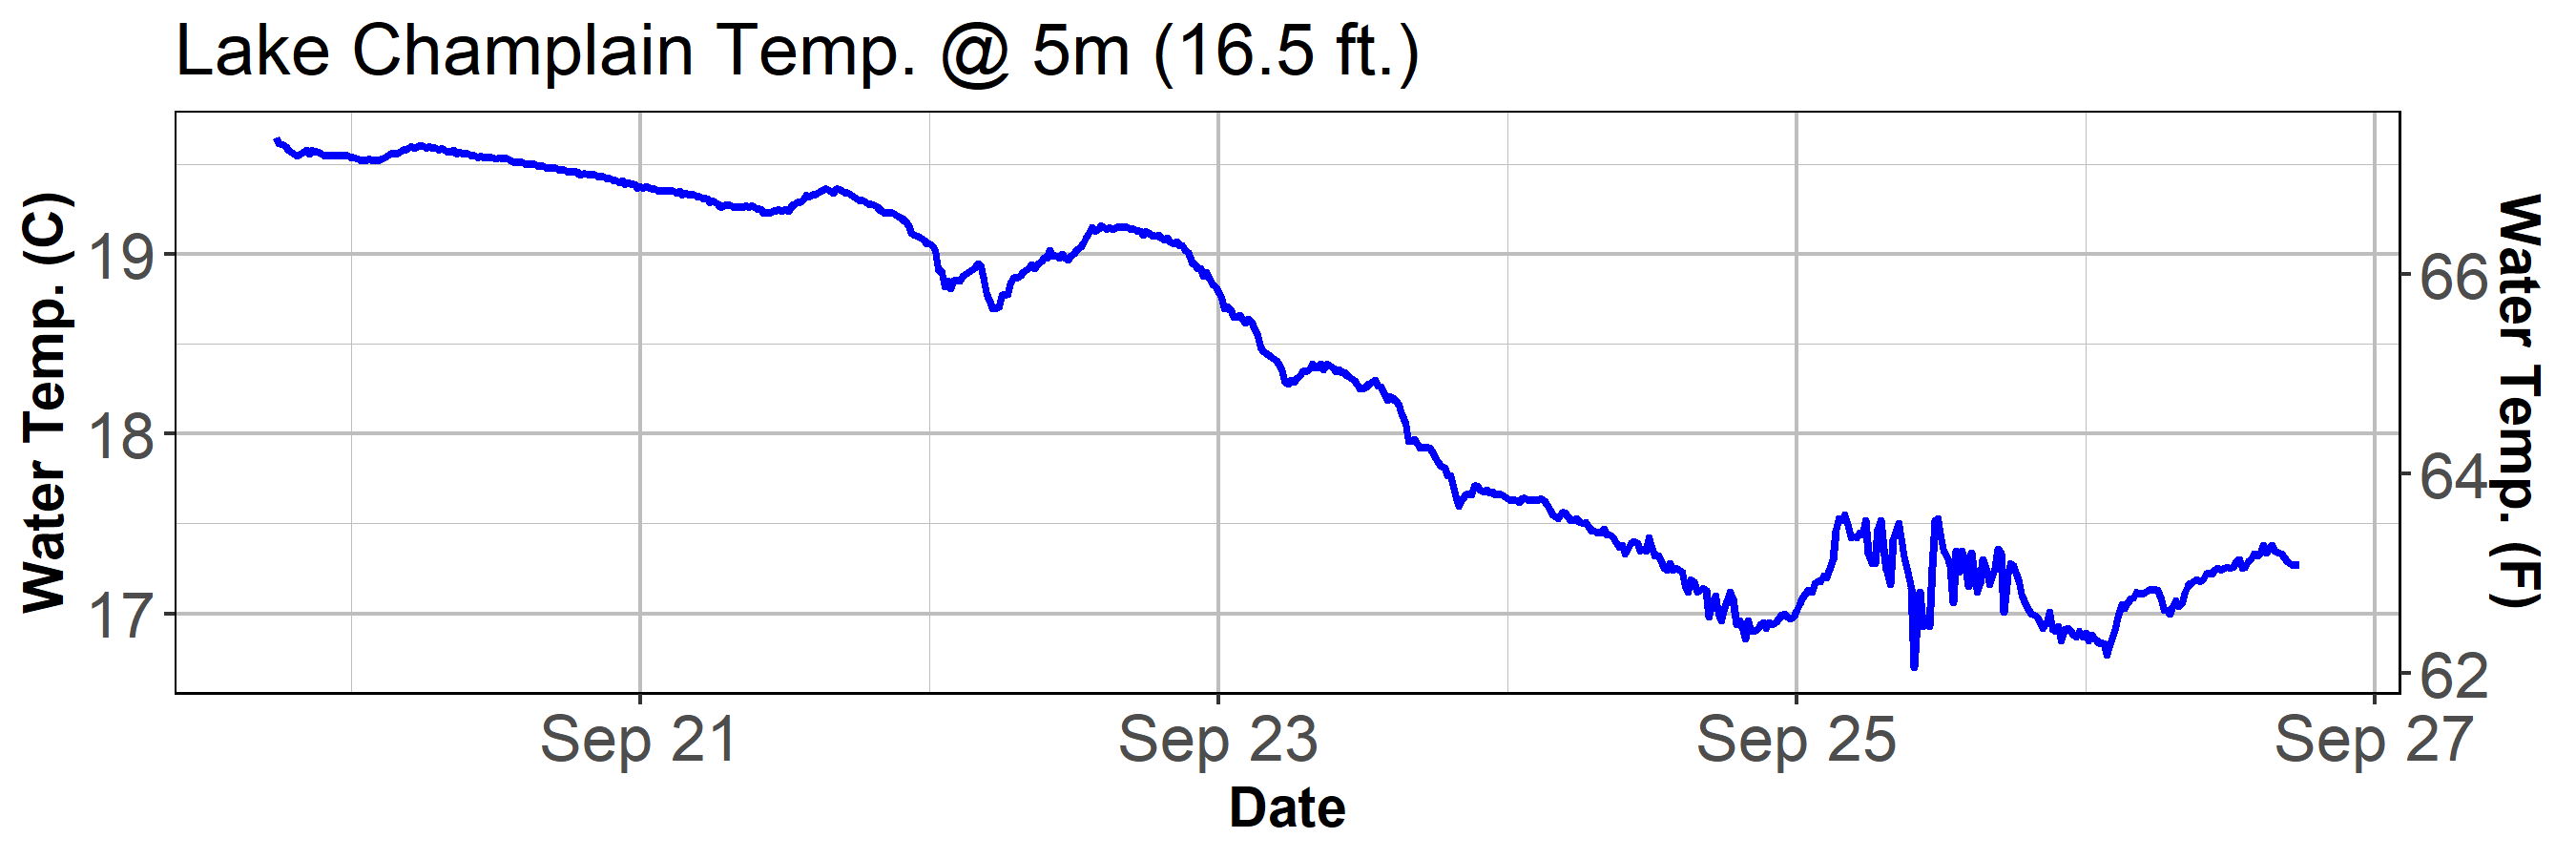 Lake Champlain Temp. @ 5m (16.5 ft.)
Water Temp. (C)
19
18
17
66
64
62
Water Temp. (F)
Sep 21
Sep 23
Sep 25
Sep 27
Date